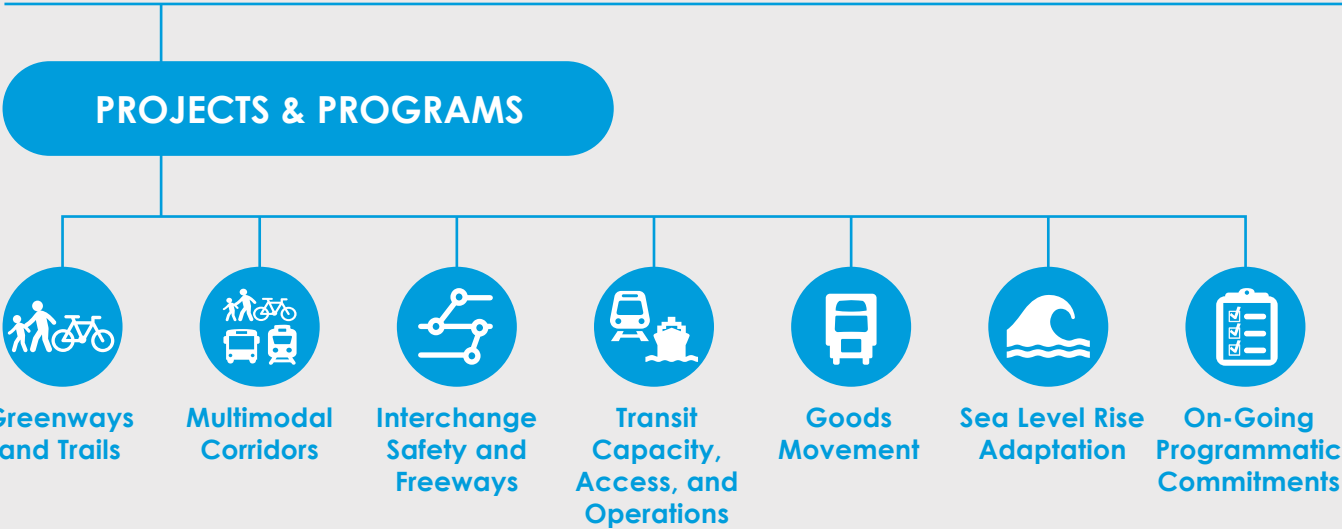 PROJECTS & PROGRAMS
Greenways
and Trails
Multimodal
Corridors
Interchange
Safety and
Freeways
Transit
Capacity,
Access, and
Operations
Goods
Movement
Sea Level Rise
Adaptation
On-Going
Programmatic
Commitments